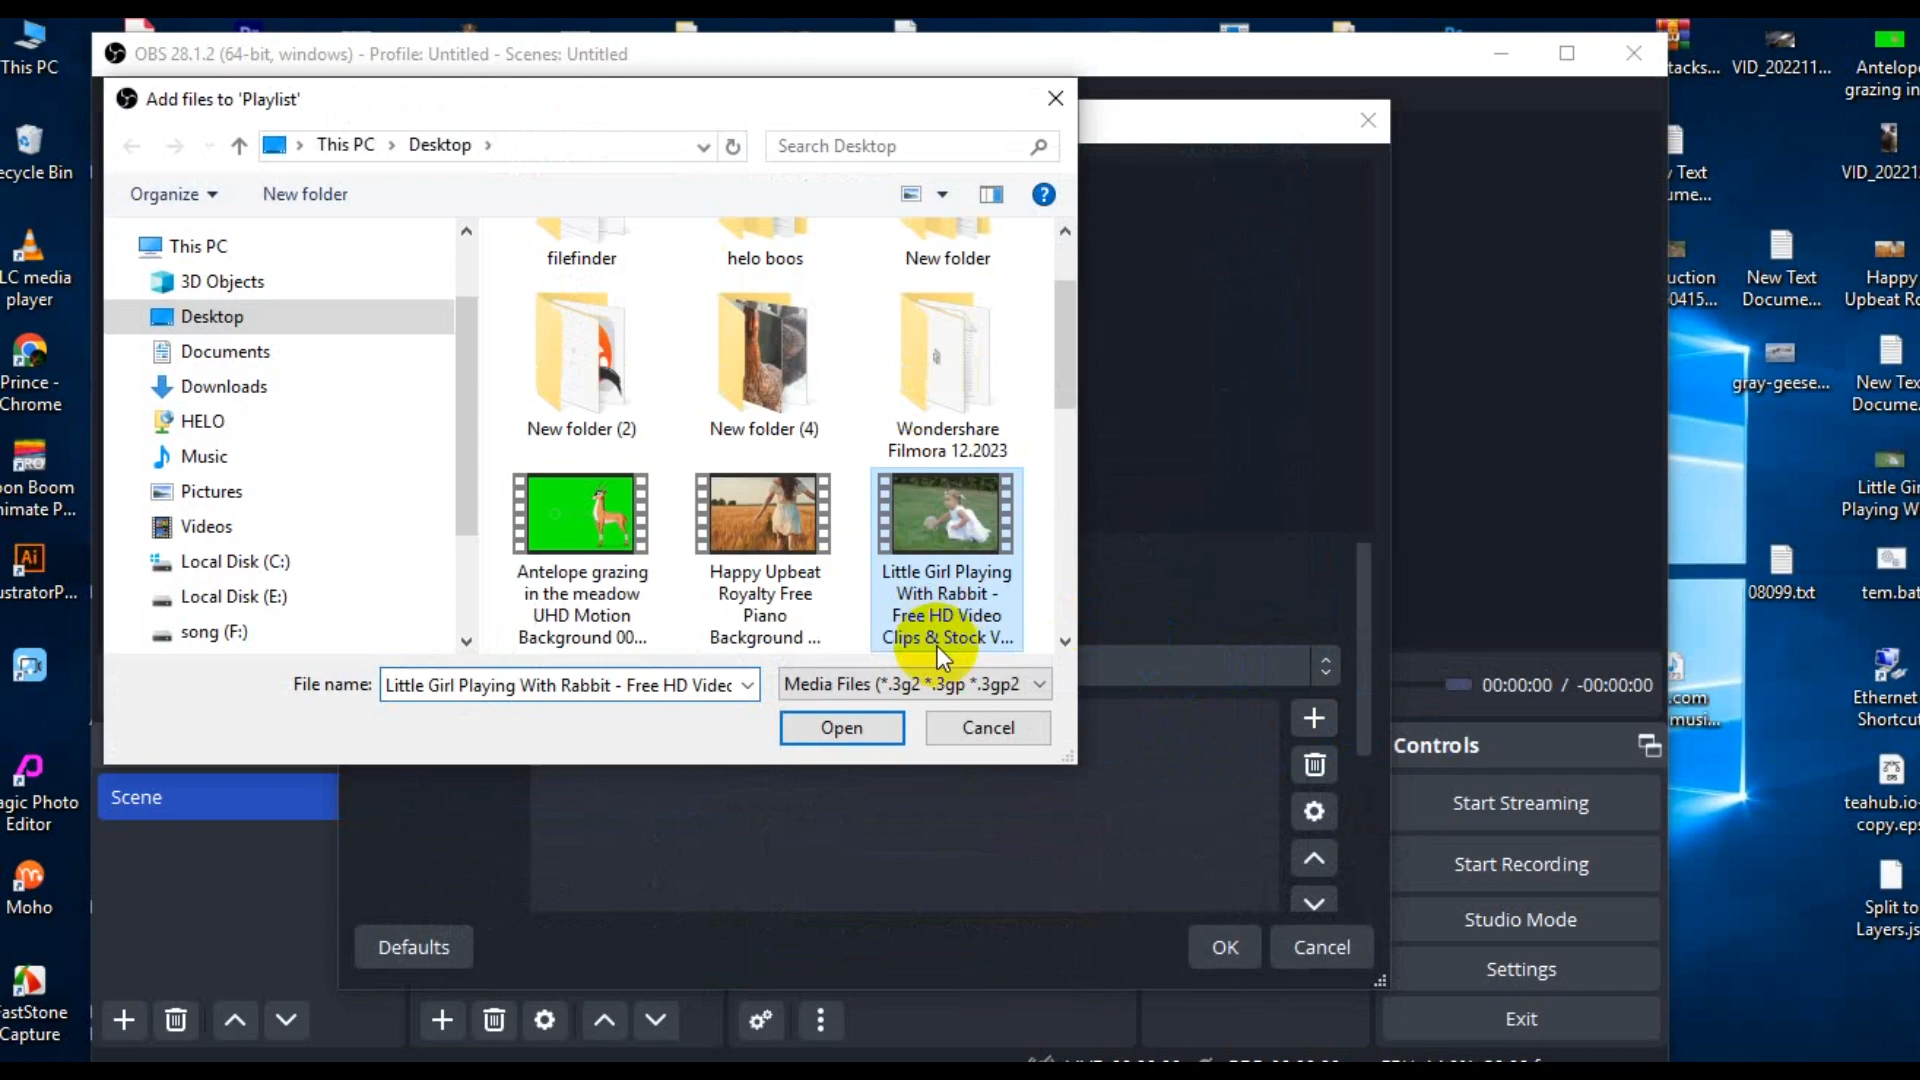 This PC
OBS 28.1.2 (64-bit, windows) - Profile: Untitled - Scenes: Untitled
tacks...
VID_202211...
Antelope
grazing in
Add files to 'Playlist'
This PC
Desktop
Search Desktop
ecycle Bin
Text
VID_20221
ume...
Organize
New folder
This PC
3D Objects
Desktop
Documents
Downloads
HELO
Music
Pictures
Videos
Local Disk (C:)
Local Disk (E:)
song (F:)
filefinder
helo boos
New folder
New folder (2)
New folder (4)
Wondershare
Filmora 12.2023
Antelope grazing
in the meadow
UHD Motion
Background 00...
Happy Upbeat
Royalty Free
Piano
Background ...
Little Girl Playing
With Rabbit -
Free HD Video
Clips & Stock V...
LC media
player
Prince -
Chrome
oon Boom
nimate P...
Ai
ustratorP...
agic Photo
Editor
Moho
astStone
Capture
uction
0415...
New Text
Docume...
Happy
Upbeat Ro
gray-geese...
New Tex
Docume.
Little Gir
Playing W
08099.txt
tem.bat
.com
musi...
Ethernet
Shortcut
teahub.io-
copy.eps
Split to
Layers.js
File name:
Little Girl Playing With Rabbit - Free HD Videc
Media Files (*.3g2 *.3gp *.3gp2
Open
Cancel
00:00:00 / -00:00:00
Controls
Scene
Start Streaming
Start Recording
Studio Mode
Settings
Exit
Defaults
OK
Cancel